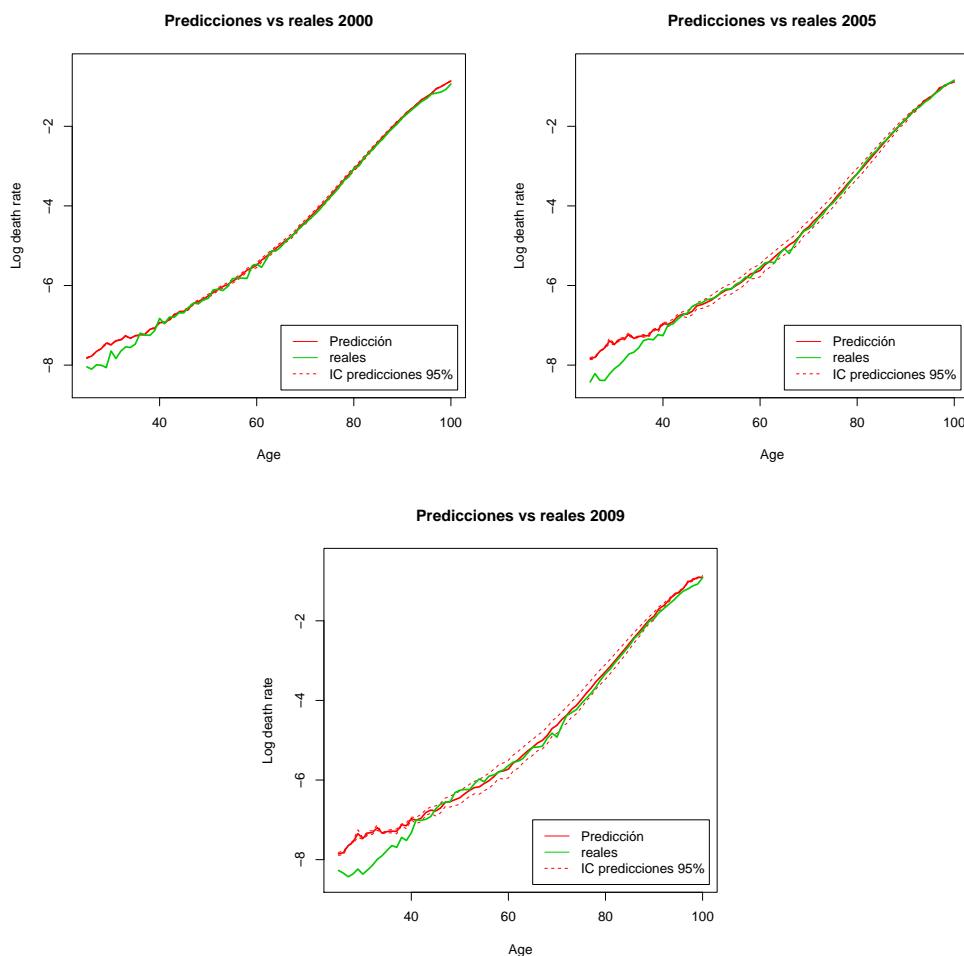 Predicciones vs reales 2000
Log death rate
-2
-4
-6
-8
40
60
80
100
Age
Predicción
reales
IC predicciones 95%
Predicciones vs reales 2005
Log death rate
-2
-4
-6
-8
40
60
80
100
Age
Predicción
reales
IC predicciones 95%
Predicciones vs reales 2009
Log death rate
-2
-4
-6
-8
40
60
80
100
Age
Predicción
reales
IC predicciones 95%